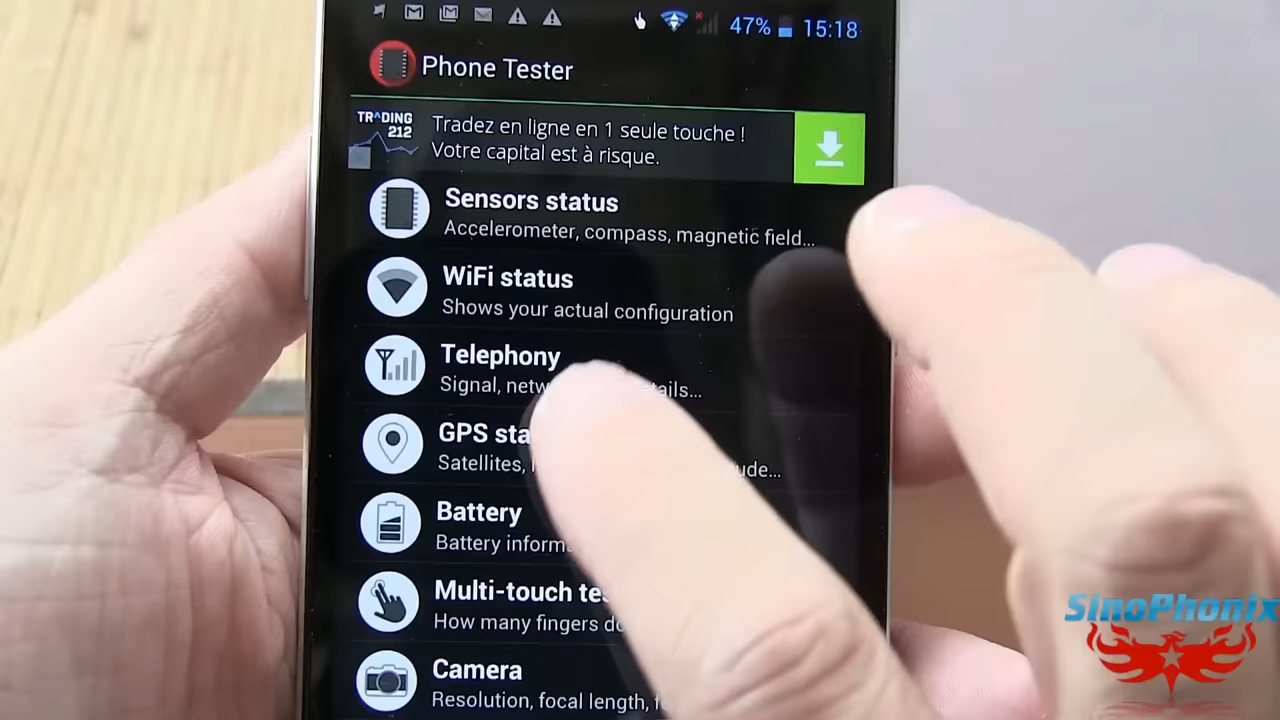 47% 15:18
Phone Tester
TR^DING
212
Tradez en ligne en 1 seule touche !
Votre capital est à risque.
Sensors status
Accelerometer, compass, magnetic field...
WiFi status
Shows your actual configuration
Telephony
Signal,
GPS
Satellites,
Battery
Battery
Multi-touch
How many fingers
Camera
Resolution, focal length,
SinoPhonix